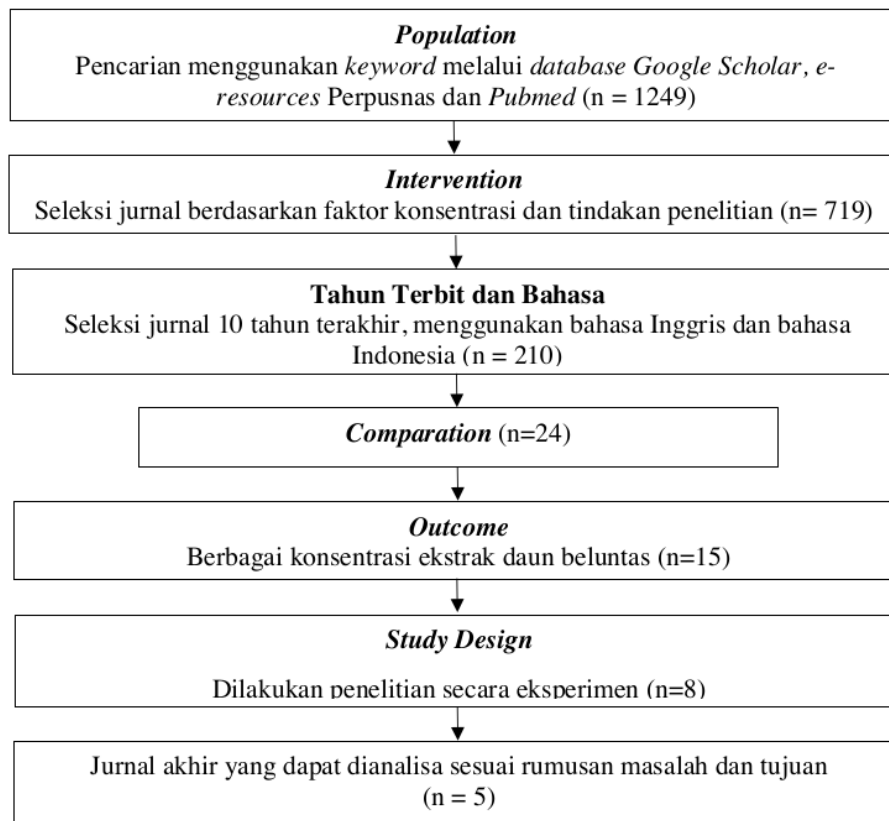 Population
Pencarian menggunakan keyword melalui database Google Scholar, e-
resources Perpusnas dan Pubmed (n = 1249)
Intervention
Seleksi jurnal berdasarkan faktor konsentrasi dan tindakan penelitian (n= 719)
Tahun Terbit dan Bahasa
Seleksi jurnal 10 tahun terakhir, menggunakan bahasa Inggris dan bahasa
Indonesia (n = 210)
Comparation (n=24)
Outcome
Berbagai konsentrasi ekstrak daun beluntas (n=15)
Study Design
Dilakukan penelitian secara eksperimen (n=8)
Jurnal akhir yang dapat dianalisa sesuai rumusan masalah dan tujuan
(n = 5)